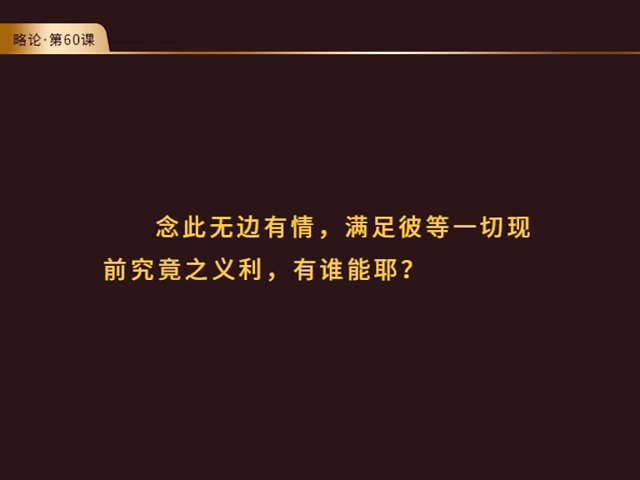 略论·第60课
念此无边有情，满足彼等一切现
前究竟之义利，有谁能耶？